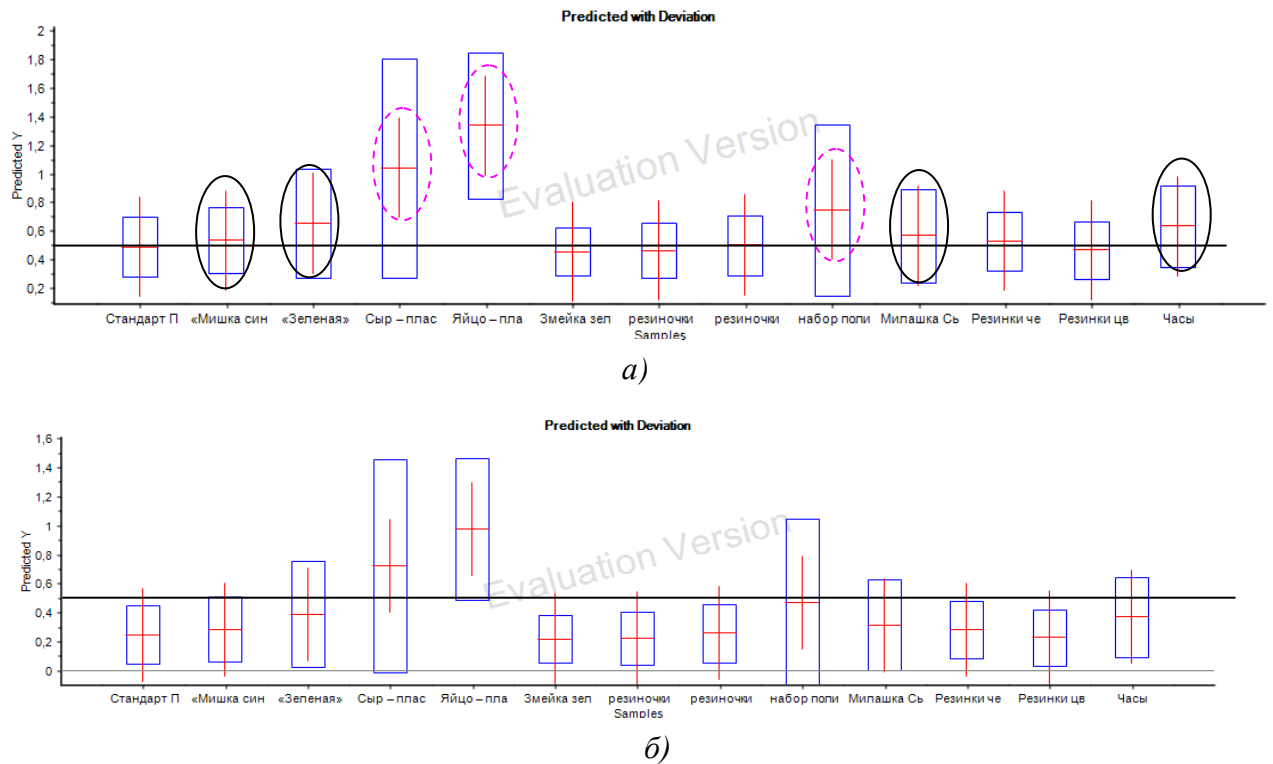 Predicted with Deviation
Predicted Y
2
1,8
1,6
1,4
1,2
1
0,8
0,6
0,4
0,2
Evaluation Version
Стандарт П «Мишка син «Зеленая» Сыр – плас Яйцо – пла Змейка зел резиночки резиночки набор поли Милашка Сь Резинки че Резинки цв Часы
Samples
а)
Predicted with Deviation
Predicted Y
1,6
1,4
1,2
1
0,8
0,6
0,4
0,2
0
Evaluation Version
Стандарт П «Мишка син «Зеленая» Сыр – плас Яйцо – пла Змейка зел резиночки резиночки набор поли Милашка Сь Резинки че Резинки цв Часы
Samples
б)